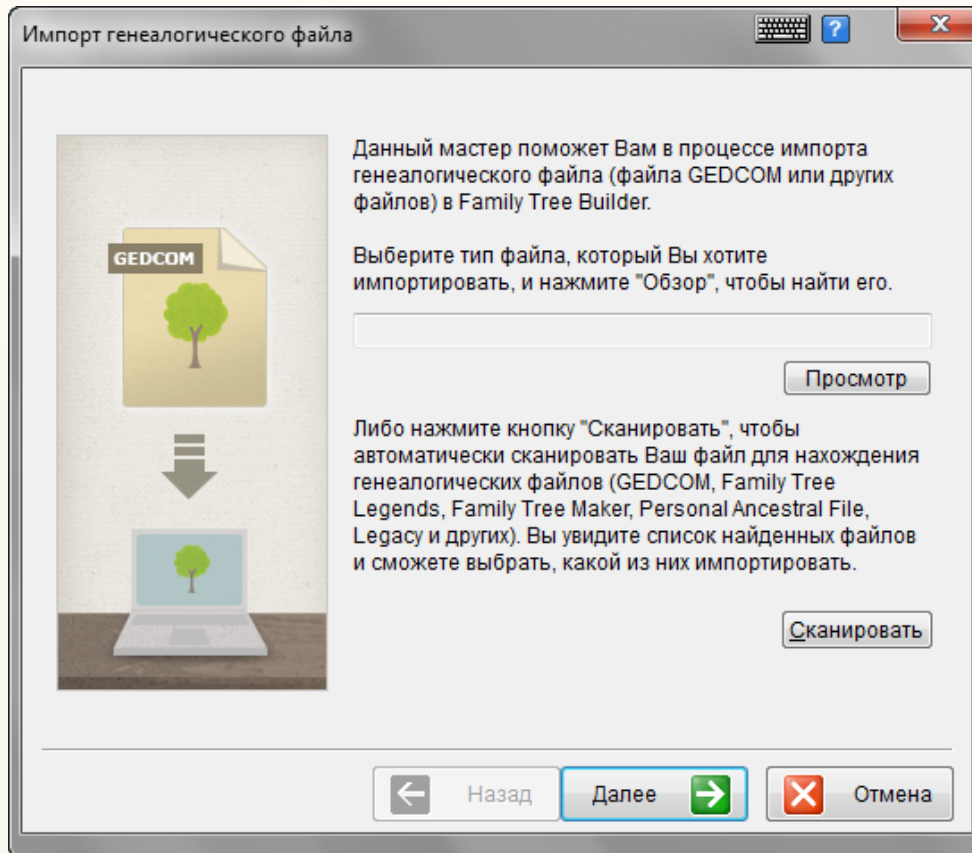 Импорт генеалогического файла
?
X
Данный мастер поможет Вам в процессе импорта
генеалогического файла (файла GEDCOM или других
файлов) в Family Tree Builder.
GEDCOM
Выберите тип файла, который Вы хотите
импортировать, и нажмите "Обзор", чтобы найти его.
Просмотр
Либо нажмите кнопку "Сканировать", чтобы
автоматически сканировать Ваш файл для нахождения
генеалогических файлов (GEDCOM, Family Tree
Legends, Family Tree Maker, Personal Ancestral File,
Legacy и других). Вы увидите список найденных файлов
и сможете выбрать, какой из них импортировать.
Сканировать
Назад
Далее
Отмена